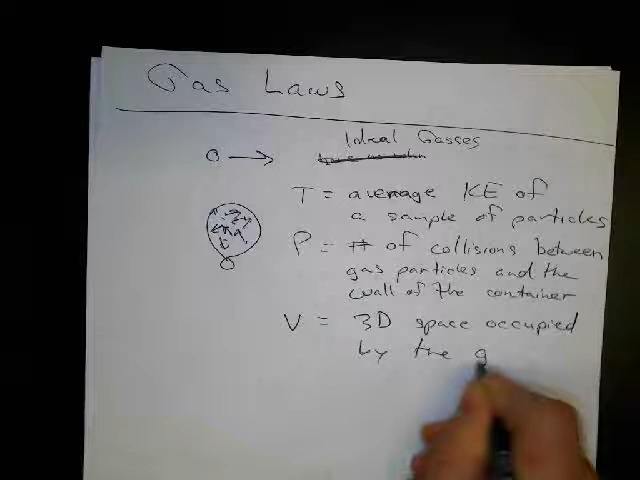 Gas Laws
Ideal Gasses
T = average KE of
a sample of particles
P = # of collisions between
gas particles and the
wall of the container
V = 3D space occupied
by the g